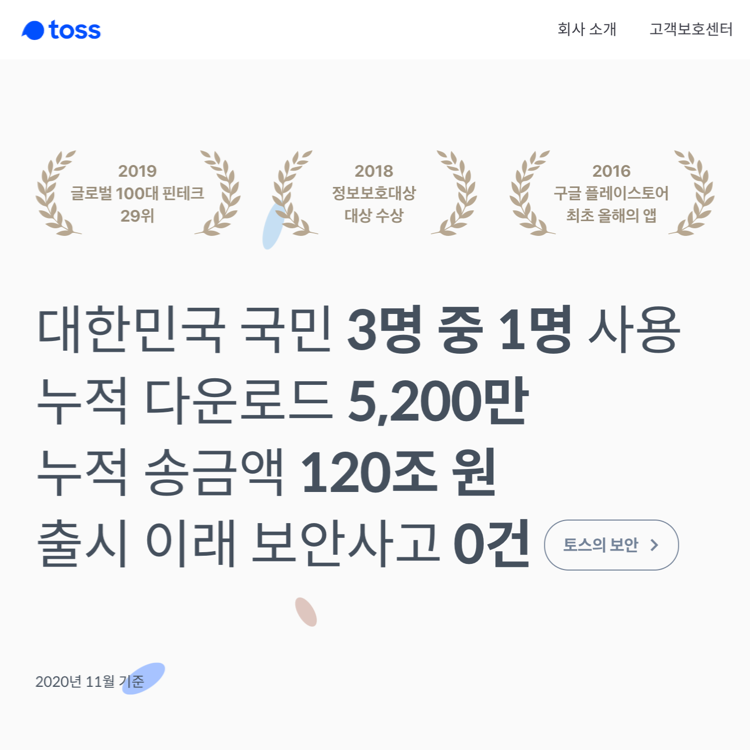 toss
회사 소개 고객보호센터
2019
글로벌 100대 핀테크
29위
2018
정보보호대상
대상 수상
2016
구글 플레이스토어
최초 올해의 앱
대한민국 국민 3명 중 1명 사용
누적 다운로드 5,200만
누적 송금액 120조 원
출시 이래 보안사고 0건
토스의 보안
2020년 11월 기준